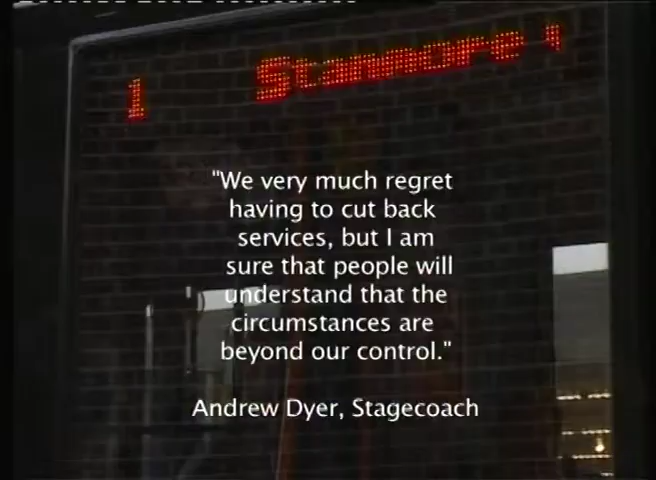 1 Stanmore
"We very much regret
having to cut back
services, but I am
sure that people will
understand that the
circumstances are
beyond our control."
Andrew Dyer, Stagecoach